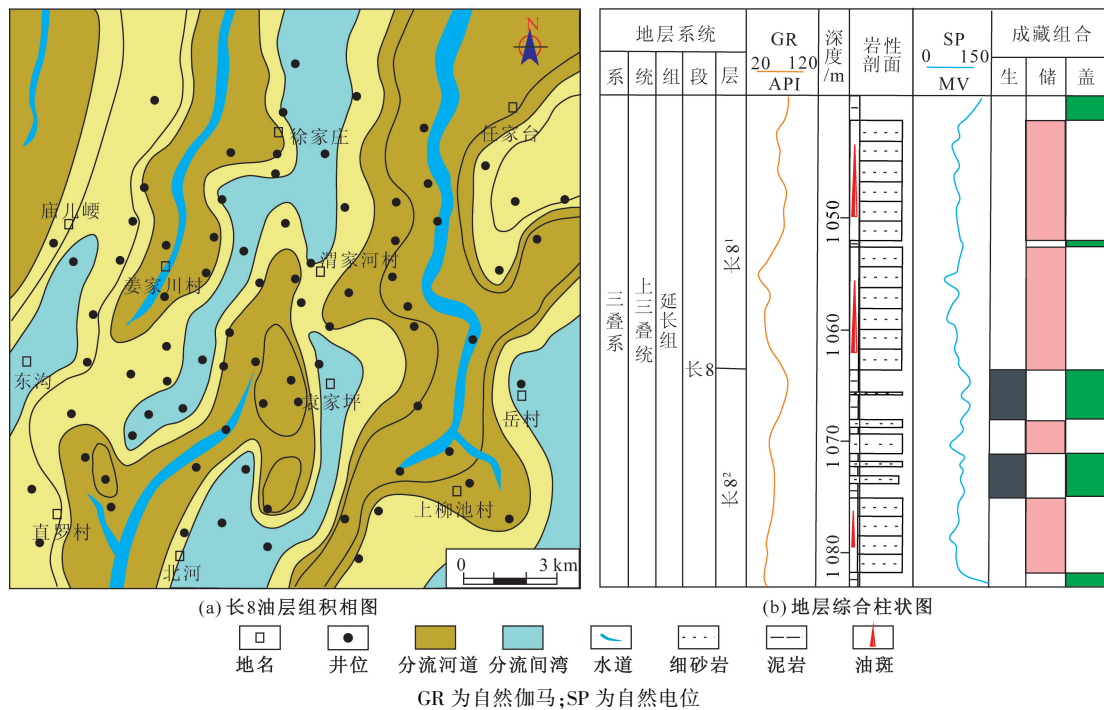 N
徐家庄
任家台
庙儿崾
渭家河村
姜家川村
东沟
袁家坪
岳村
上柳池村
直罗村
北河
0 3 km
(a) 长8油层组积相图
地层系统
系 统 组 段 层
GR
20 120
API
深度/m
岩性剖面
SP
0 150
MV
成藏组合
生 储 盖
三叠系
上三叠统
延长组
长8
长8¹
长8²
1 050
1 060
1 070
1 080
(b) 地层综合柱状图
地名 井位 分流河道 分流间湾 水道 细砂岩 泥岩 油斑
GR 为自然伽马;SP 为自然电位